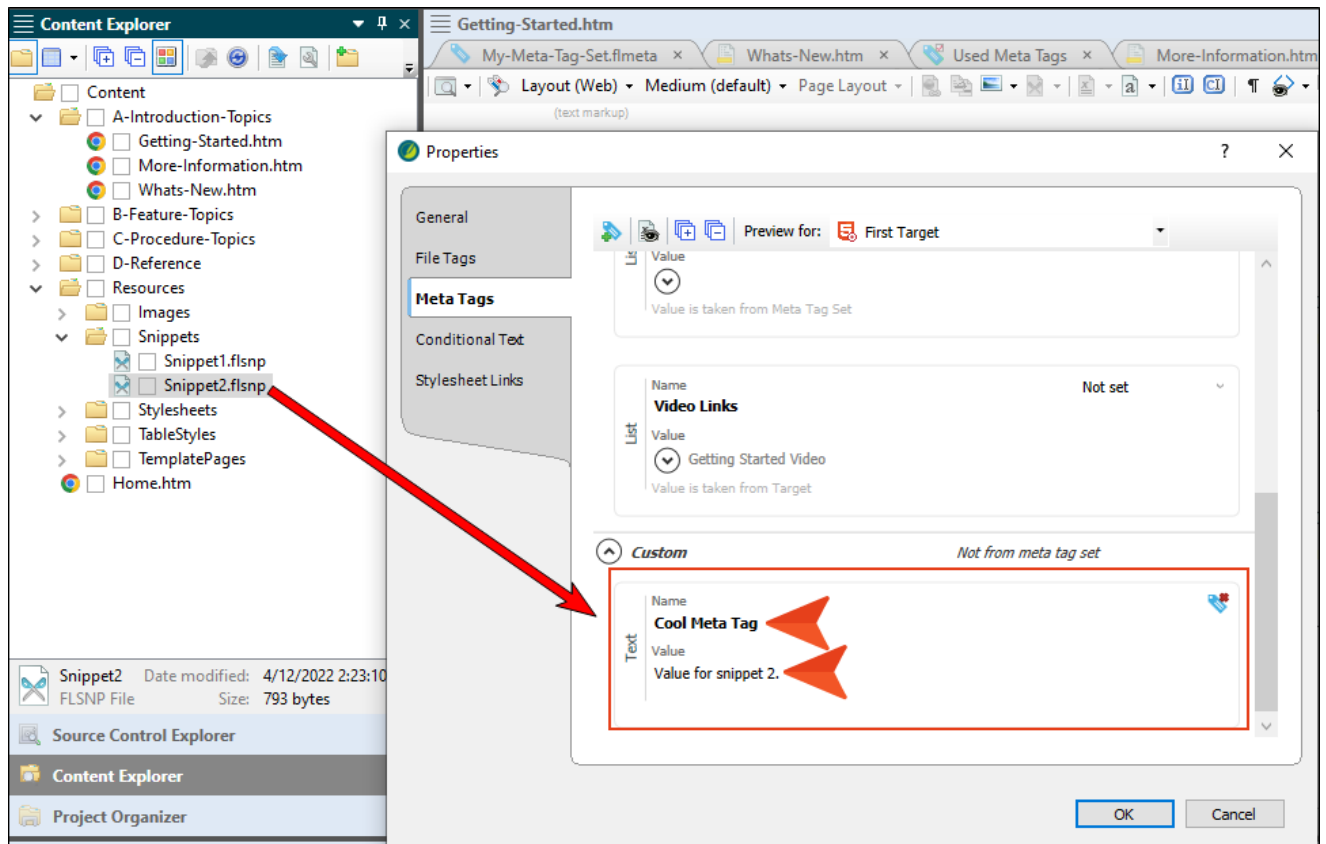 Content Explorer
Content
A-Introduction-Topics
Getting-Started.htm
More-Information.htm
Whats-New.htm
B-Feature-Topics
C-Procedure-Topics
D-Reference
Resources
Images
Snippets
Snippet1.flsnp
Snippet2.flsnp
Stylesheets
TableStyles
TemplatePages
Home.htm
Snippet2 Date modified: 4/12/2022 2:23:10
FLSNP File Size: 793 bytes
Source Control Explorer
Content Explorer
Project Organizer
Getting-Started.htm
My-Meta-Tag-Set.flmeta × Whats-New.htm × Used Meta Tags × More-Information.htm
Layout (Web) Medium (default) Page Layout
(text markup)
Properties ?
General
File Tags
Meta Tags
Conditional Text
Stylesheet Links
Preview for: First Target
Value
Value is taken from Meta Tag Set
List
Name
Video Links
Not set
Value
Getting Started Video
Value is taken from Target
Custom Not from meta tag set
Text
Name
Cool Meta Tag
Value
Value for snippet 2.
OK Cancel